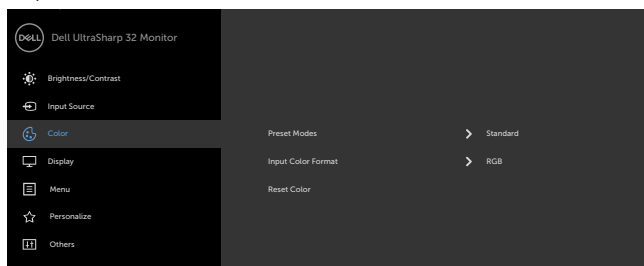 DELL Dell UltraSharp 32 Monitor
Brightness/Contrast
Input Source
Color Preset Modes Standard
Display Input Color Format RGB
Menu Reset Color
Personalize
Others